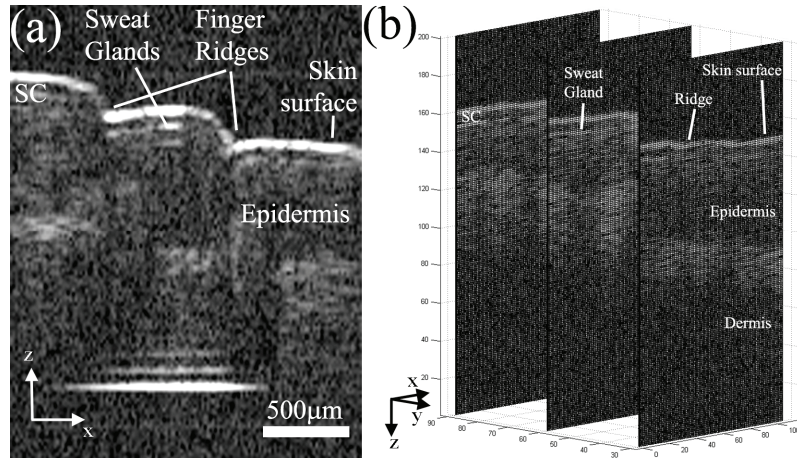 (a)
Sweat
Glands
Finger
Ridges
Skin
surface
SC
Epidermis
z
x
500μm
(b)
200
180
160
140
120
100
80
60
40
20
SC
Sweat
Gland
Ridge
Skin surface
Epidermis
Dermis
x
y
z
90
80
70
60
50
40
30
0
20
40
60
80
100